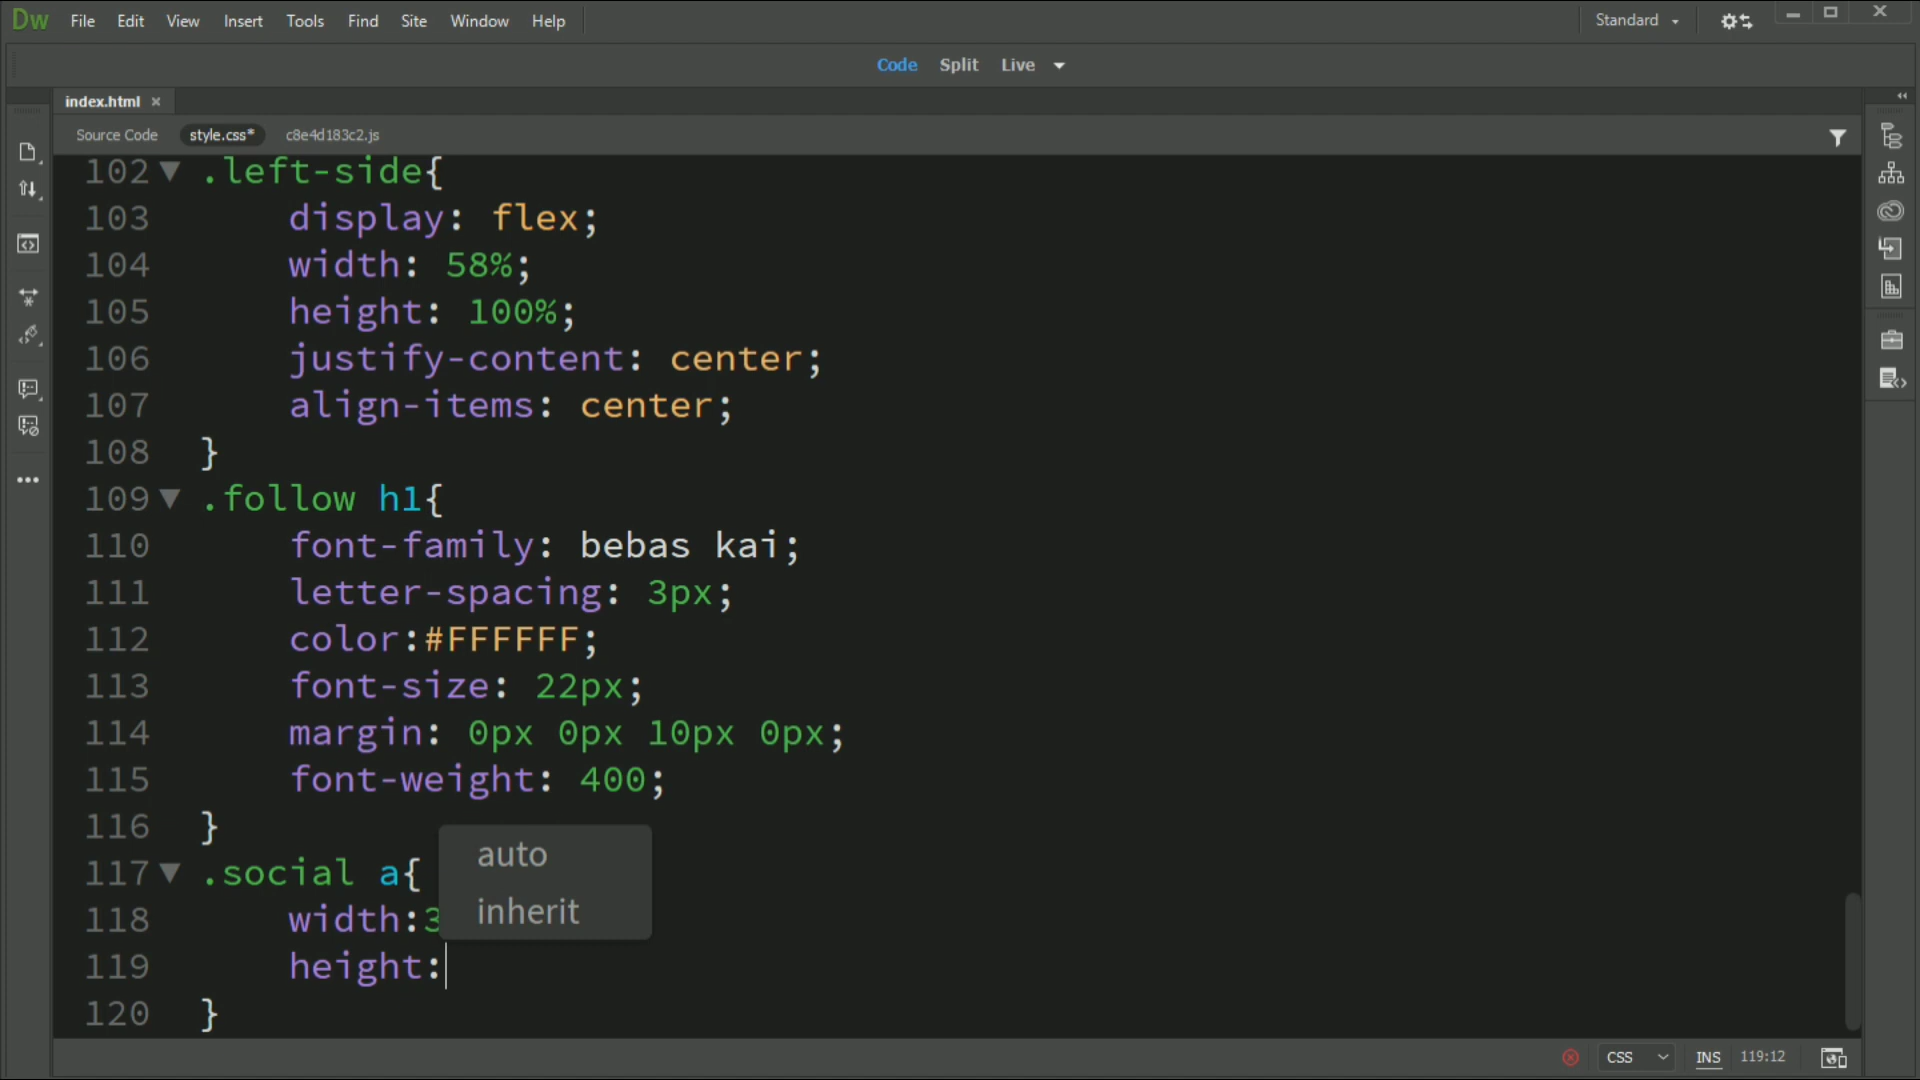 Dw File Edit View Insert Tools Find Site Window Help Standard
Code Split Live
index.html ×
Source Code style.css* c8e4d183c2.js
102 .left-side{
103 display: flex;
104 width: 58%;
105 height: 100%;
106 justify-content: center;
107 align-items: center;
108 }
109 .follow h1{
110 font-family: bebas kai;
111 letter-spacing: 3px;
112 color:#FFFFFF;
113 font-size: 22px;
114 margin: 0px 0px 10px 0px;
115 font-weight: 400;
116 }
auto
117 .social a{
inherit
118 width:3
119 height:
120 }
CSS INS 119:12